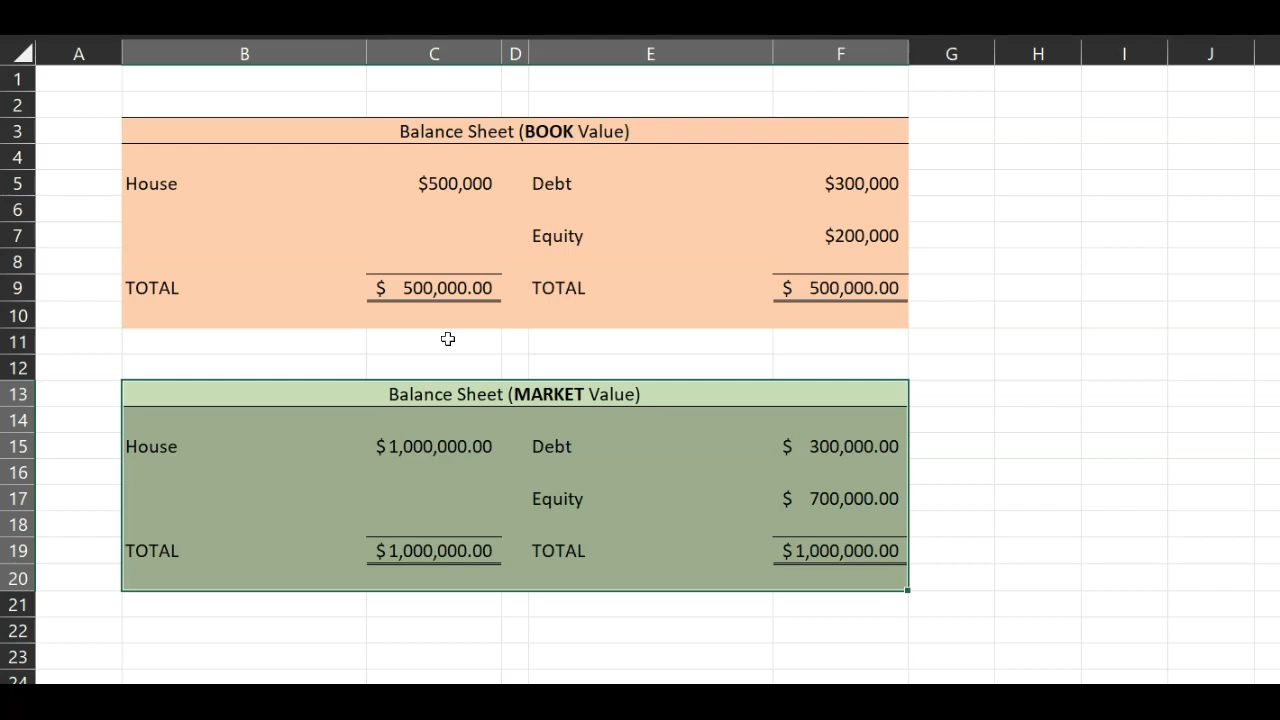 A B C D E F G H I J
1
2
3 Balance Sheet (BOOK Value)
4
5 House $500,000 Debt $300,000
6
7 Equity $200,000
8
9 TOTAL $ 500,000.00 TOTAL $ 500,000.00
10
11
12
13 Balance Sheet (MARKET Value)
14
15 House $1,000,000.00 Debt $ 300,000.00
16
17 Equity $ 700,000.00
18
19 TOTAL $1,000,000.00 TOTAL $1,000,000.00
20
21
22
23
24